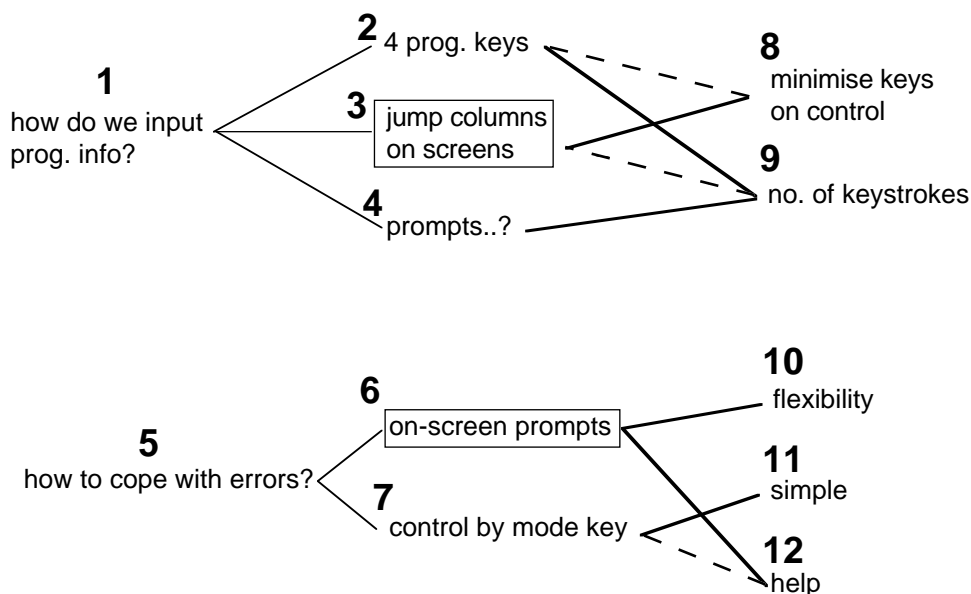 1
how do we input
prog. info?
2
4 prog. keys
3
jump columns
on screens
4
prompts..?
8
minimise keys
on control
9
no. of keystrokes
5
how to cope with errors?
6
on-screen prompts
7
control by mode key
10
flexibility
11
simple
12
help